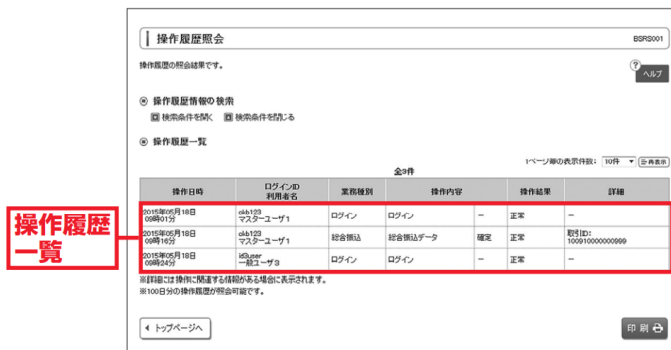 操作履歴照会
BSRS001
操作履歴の照会結果です。
? ヘルプ
操作履歴情報の検索
検索条件を開く 検索条件を閉じる
操作履歴一覧
1ページ毎の表示件数: 10件 再表示
全3件
操作日時 ログインID 利用者名 業務種別 操作内容 操作結果 詳細
2015年05月18日 09時01分 okb123 マスターユーザ1 ログイン ログイン − 正常 −
2015年05月18日 09時16分 okb123 マスターユーザ1 総合振込 総合振込データ 確定 正常 取引ID: 100910000000999
2015年05月18日 09時24分 id3user 一般ユーザ3 ログイン ログイン − 正常 −
操作履歴
一覧
※詳細には操作に関連する情報がある場合に表示されます。
※100日分の操作履歴が照会可能です。
トップページへ
印刷